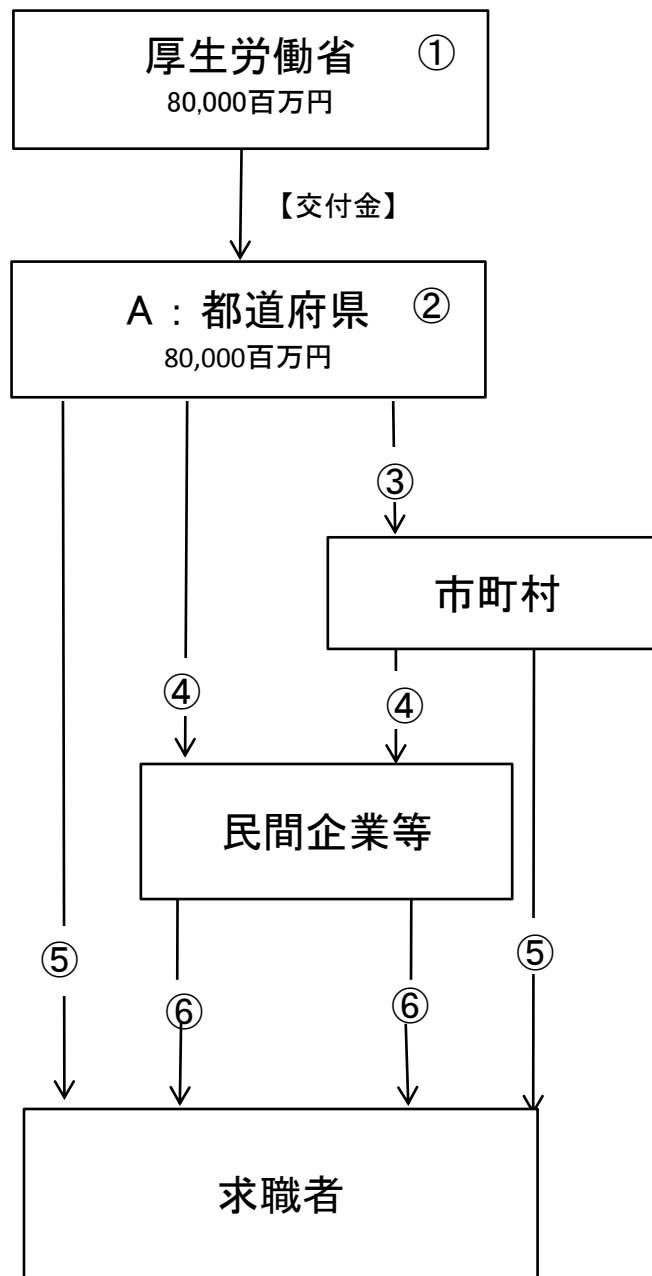 厚生労働省 ①
80,000百万円
【交付金】
A：都道府県 ②
80,000百万円
③
市町村
④ ④
民間企業等
⑤ ⑤
⑥ ⑥
求職者